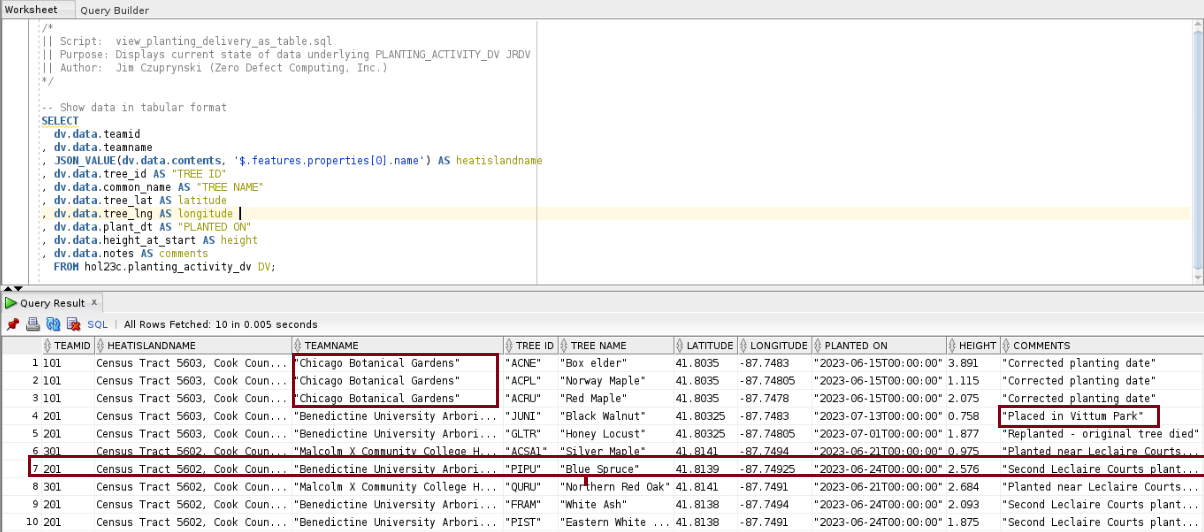 Worksheet Query Builder
/*
|| Script:  view_planting_delivery_as_table.sql
|| Purpose: Displays current state of data underlying PLANTING_ACTIVITY_DV JRDV
|| Author:  Jim Czuprynski (Zero Defect Computing, Inc.)
*/
-- Show data in tabular format
SELECT
dv.data.teamid
, dv.data.teamname
, JSON_VALUE(dv.data.contents, '$.features.properties[0].name') AS heatislandname
, dv.data.tree_id AS "TREE ID"
, dv.data.common_name AS "TREE NAME"
, dv.data.tree_lat AS latitude
, dv.data.tree_lng AS longitude
, dv.data.plant_dt AS "PLANTED ON"
, dv.data.height_at_start AS height
, dv.data.notes AS comments
FROM hol23c.planting_activity_dv DV;
Query Result x
SQL | All Rows Fetched: 10 in 0.005 seconds
TEAMID HEATISLANDNAME TEAMNAME TREE ID TREE NAME LATITUDE LONGITUDE PLANTED ON HEIGHT COMMENTS
1 101 Census Tract 5603, Cook Coun... "Chicago Botanical Gardens" "ACNE" "Box elder" 41.8035 -87.7483 "2023-06-15T00:00:00" 3.891 "Corrected planting date"
2 101 Census Tract 5603, Cook Coun... "Chicago Botanical Gardens" "ACPL" "Norway Maple" 41.8035 -87.74805 "2023-06-15T00:00:00" 1.115 "Corrected planting date"
3 101 Census Tract 5603, Cook Coun... "Chicago Botanical Gardens" "ACRU" "Red Maple" 41.8035 -87.7478 "2023-06-15T00:00:00" 2.075 "Corrected planting date"
4 201 Census Tract 5603, Cook Coun... "Benedictine University Arbori... "JUNI" "Black Walnut" 41.80325 -87.7483 "2023-07-13T00:00:00" 0.758 "Placed in Vittum Park"
5 201 Census Tract 5603, Cook Coun... "Benedictine University Arbori... "GLTR" "Honey Locust" 41.80325 -87.74805 "2023-07-01T00:00:00" 1.877 "Replanted - original tree died"
6 301 Census Tract 5602, Cook Coun... "Malcolm X Community College H... "ACSA1" "Silver Maple" 41.8141 -87.7494 "2023-06-21T00:00:00" 0.975 "Planted near Leclaire Courts...
7 201 Census Tract 5602, Cook Coun... "Benedictine University Arbori... "PIPU" "Blue Spruce" 41.8139 -87.74925 "2023-06-24T00:00:00" 2.576 "Second Leclaire Courts plant...
8 301 Census Tract 5602, Cook Coun... "Malcolm X Community College H... "QURU" "Northern Red Oak" 41.8141 -87.7491 "2023-06-21T00:00:00" 2.684 "Planted near Leclaire Courts...
9 201 Census Tract 5602, Cook Coun... "Benedictine University Arbori... "FRAM" "White Ash" 41.8138 -87.7494 "2023-06-24T00:00:00" 2.093 "Second Leclaire Courts plant...
10 201 Census Tract 5602, Cook Coun... "Benedictine University Arbori... "PIST" "Eastern White ... 41.8138 -87.7491 "2023-06-24T00:00:00" 1.875 "Second Leclaire Courts plant...